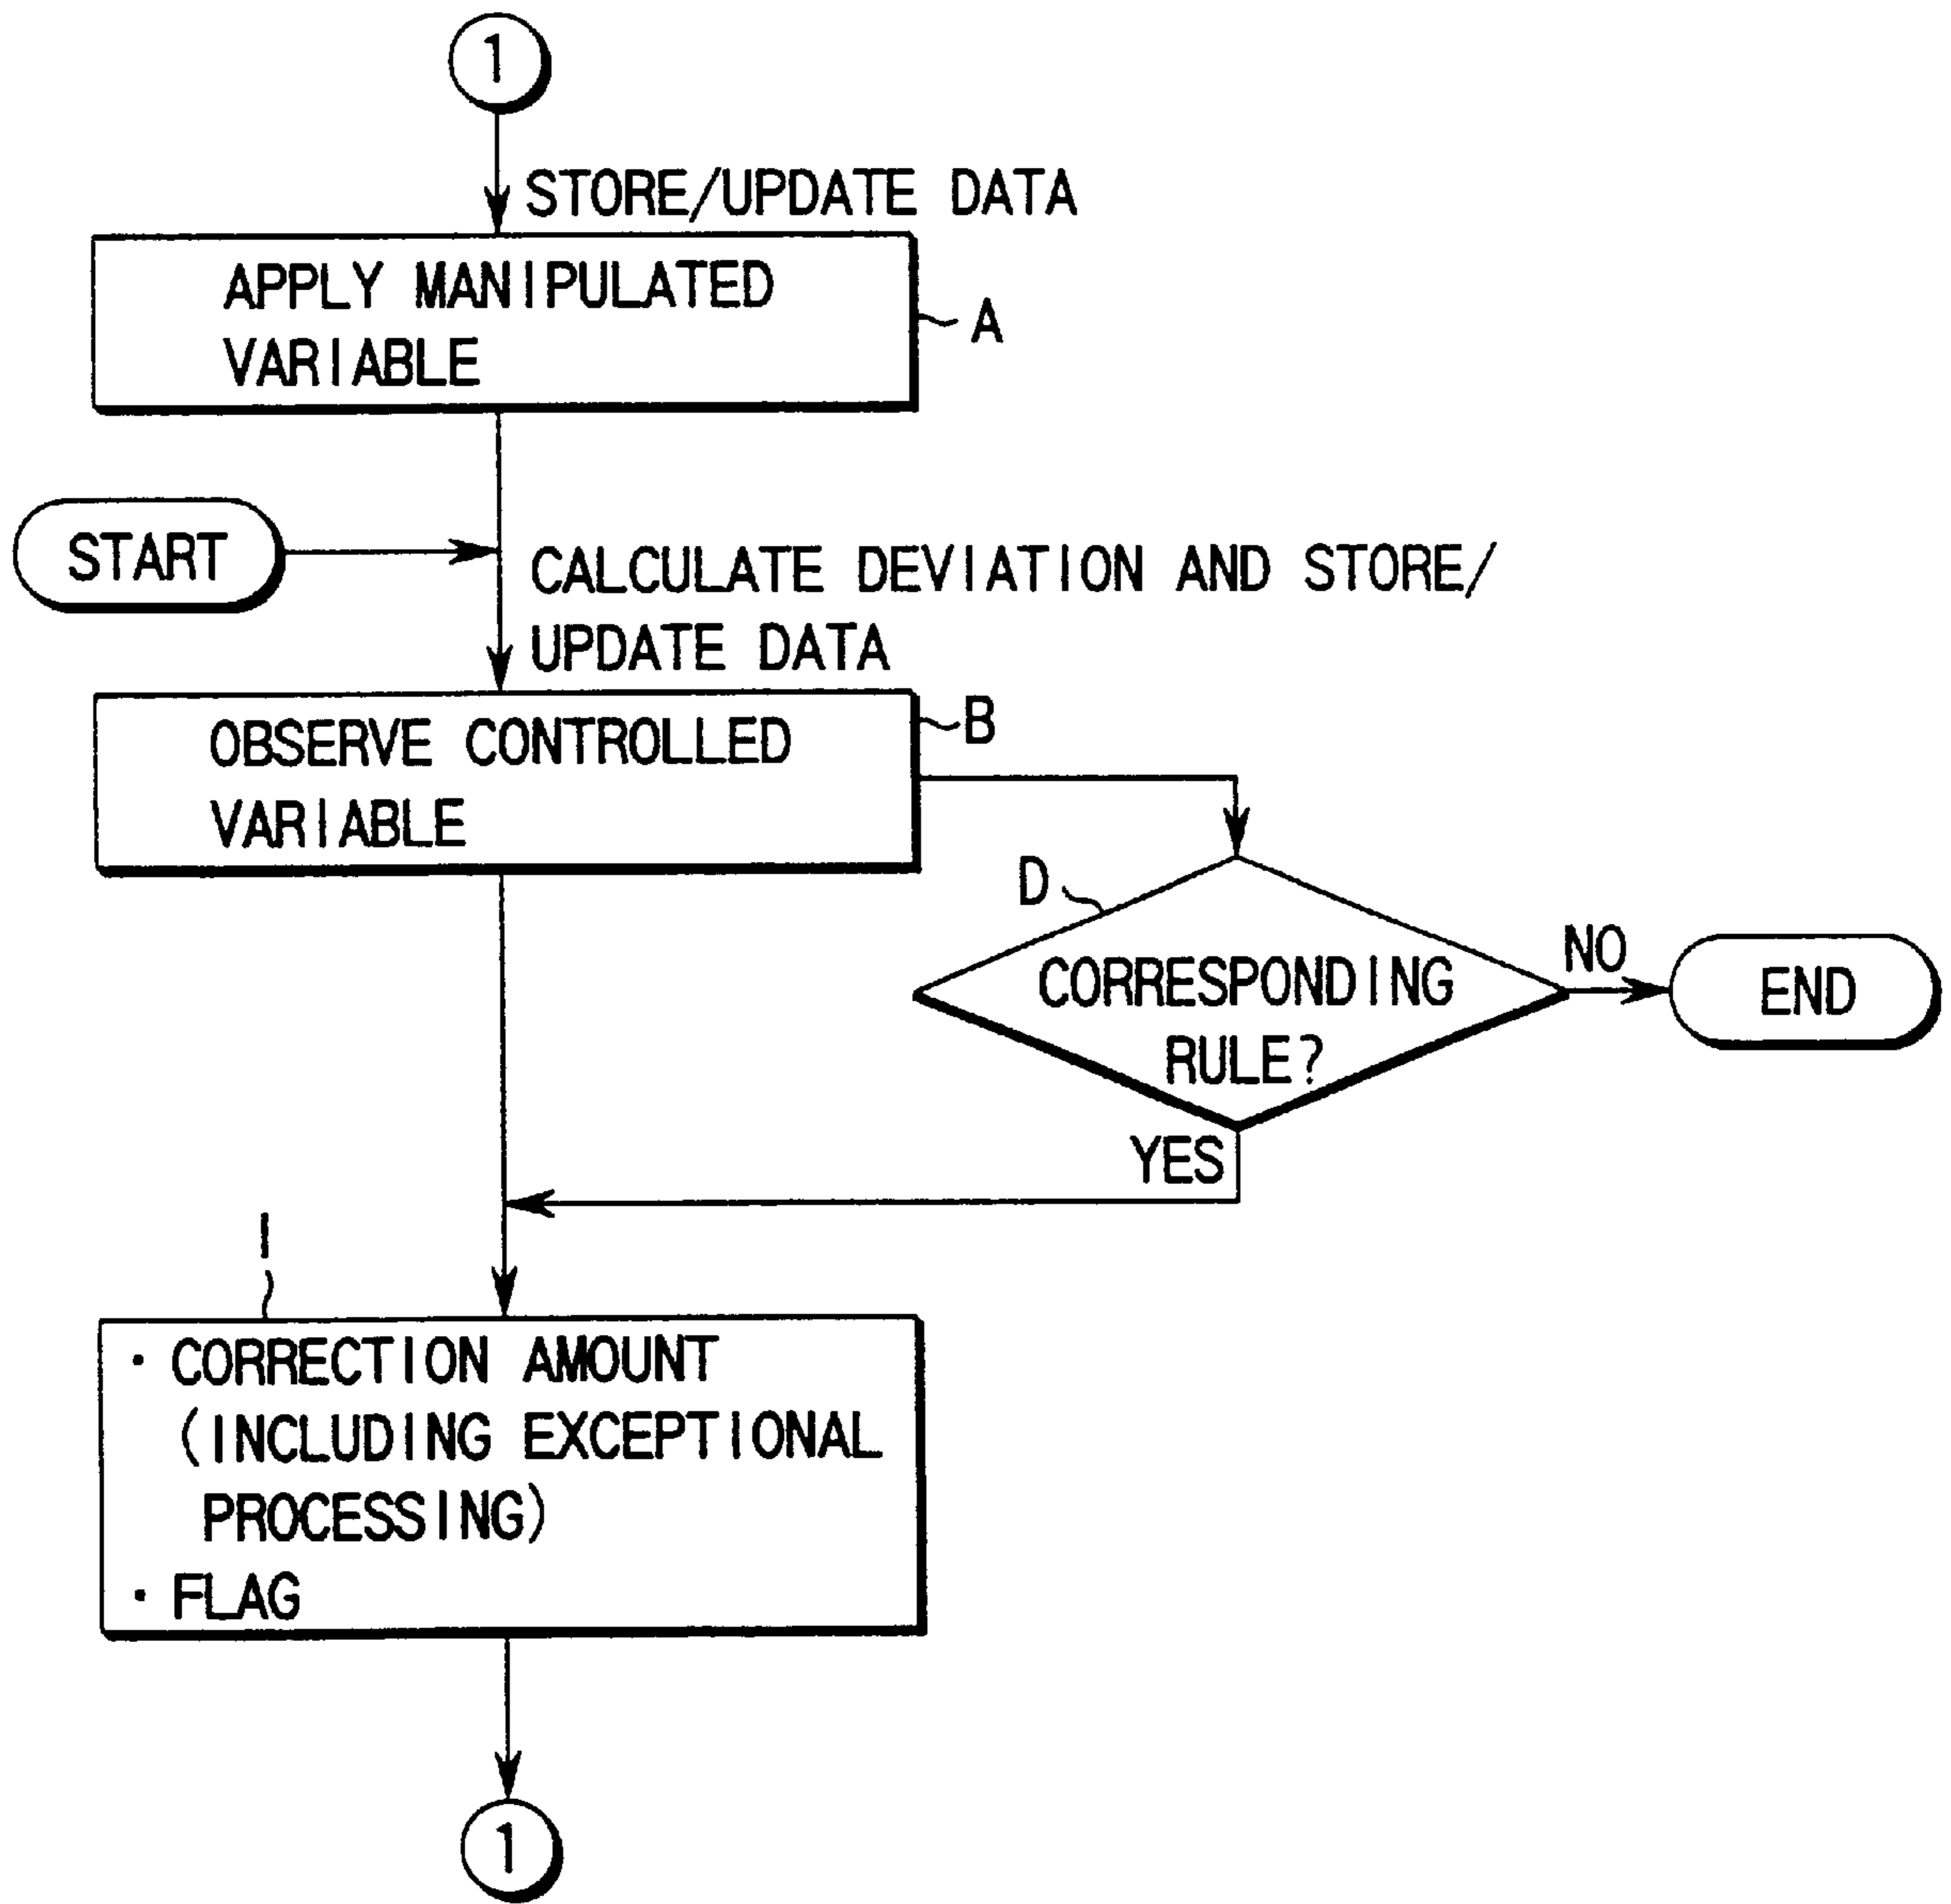 1
STORE/UPDATE DATA
APPLY MANIPULATED
VARIABLE
A
START
CALCULATE DEVIATION AND STORE/
UPDATE DATA
OBSERVE CONTROLLED
VARIABLE
B
D
CORRESPONDING
RULE?
NO
END
YES
I
· CORRECTION AMOUNT
(INCLUDING EXCEPTIONAL
PROCESSING)
· FLAG
1